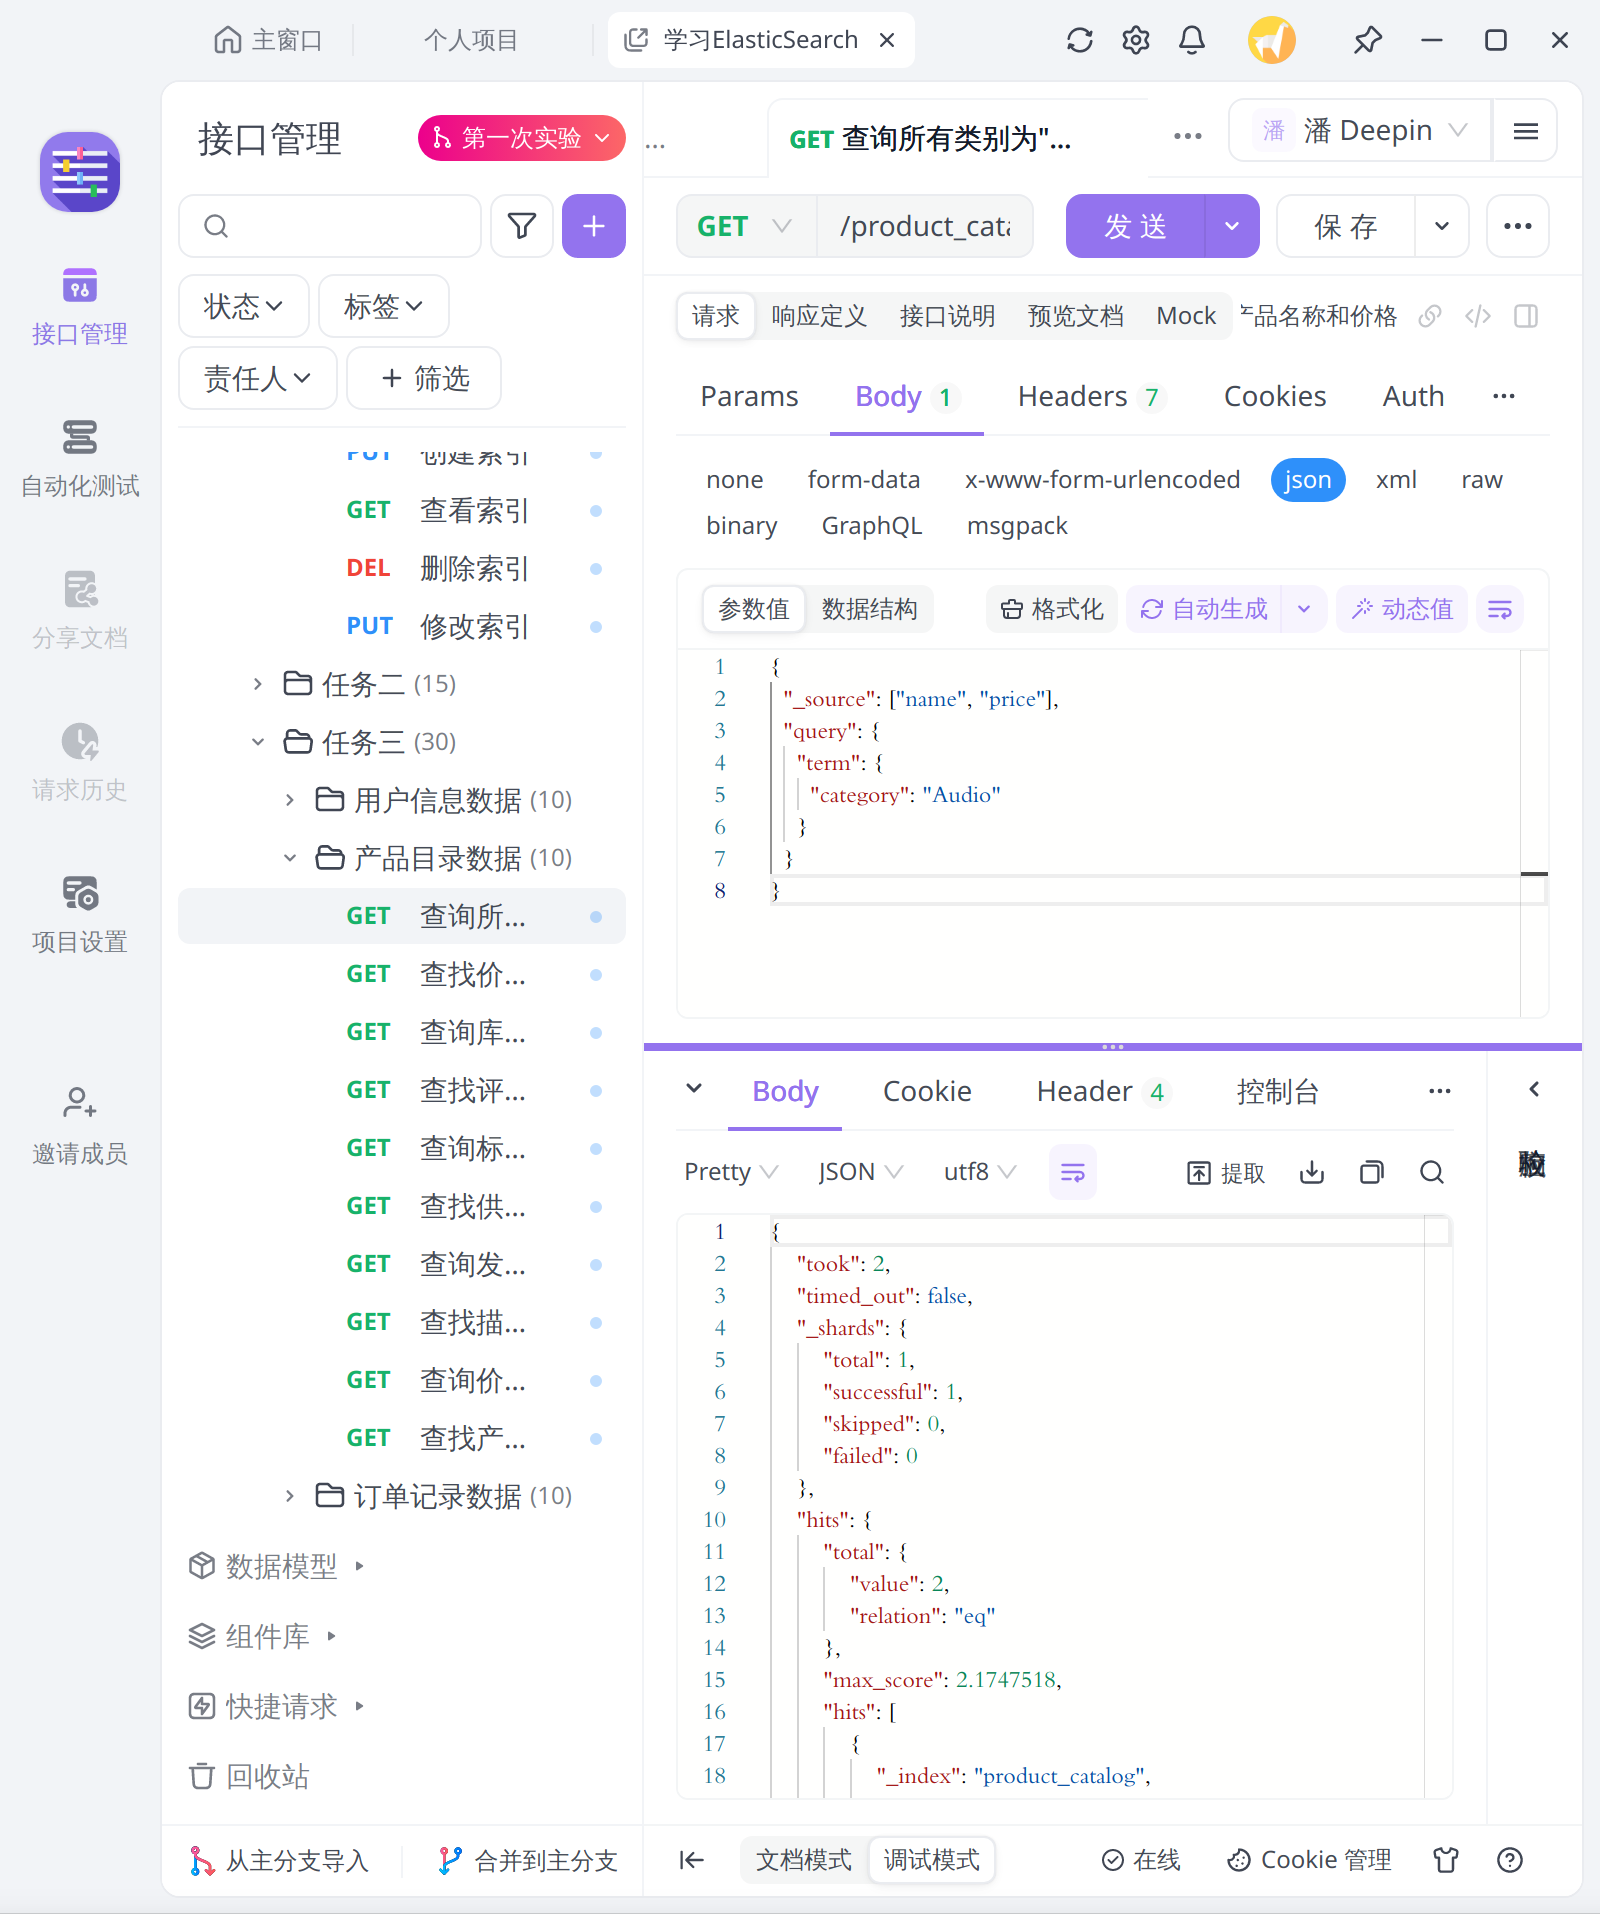 主窗口
个人项目
学习ElasticSearch
接口管理
自动化测试
分享文档
请求历史
项目设置
邀请成员
接口管理
第一次实验
状态
标签
责任人
筛选
PUT 创建索引
GET 查看索引
DEL 删除索引
PUT 修改索引
任务二 (15)
任务三 (30)
用户信息数据 (10)
产品目录数据 (10)
GET 查询所...
GET 查找价...
GET 查询库...
GET 查找评...
GET 查询标...
GET 查找供...
GET 查询发...
GET 查找描...
GET 查询价...
GET 查找产...
订单记录数据 (10)
数据模型
组件库
快捷请求
回收站
从主分支导入
合并到主分支
...
GET 查询所有类别为"...
潘 潘 Deepin
GET /product_cata
发 送
保 存
请求 响应定义 接口说明 预览文档 Mock
品名称和价格
Params Body 1 Headers 7 Cookies Auth
none form-data x-www-form-urlencoded json xml raw
binary GraphQL msgpack
参数值 数据结构 格式化 自动生成 动态值
1 {
2 "_source": ["name", "price"],
3 "query": {
4 "term": {
5 "category": "Audio"
6 }
7 }
8 }
Body Cookie Header 4 控制台
Pretty JSON utf8 提取
1 {
2 "took": 2,
3 "timed_out": false,
4 "_shards": {
5 "total": 1,
6 "successful": 1,
7 "skipped": 0,
8 "failed": 0
9 },
10 "hits": {
11 "total": {
12 "value": 2,
13 "relation": "eq"
14 },
15 "max_score": 2.1747518,
16 "hits": [
17 {
18 "_index": "product_catalog",
文档模式 调试模式
在线
Cookie 管理